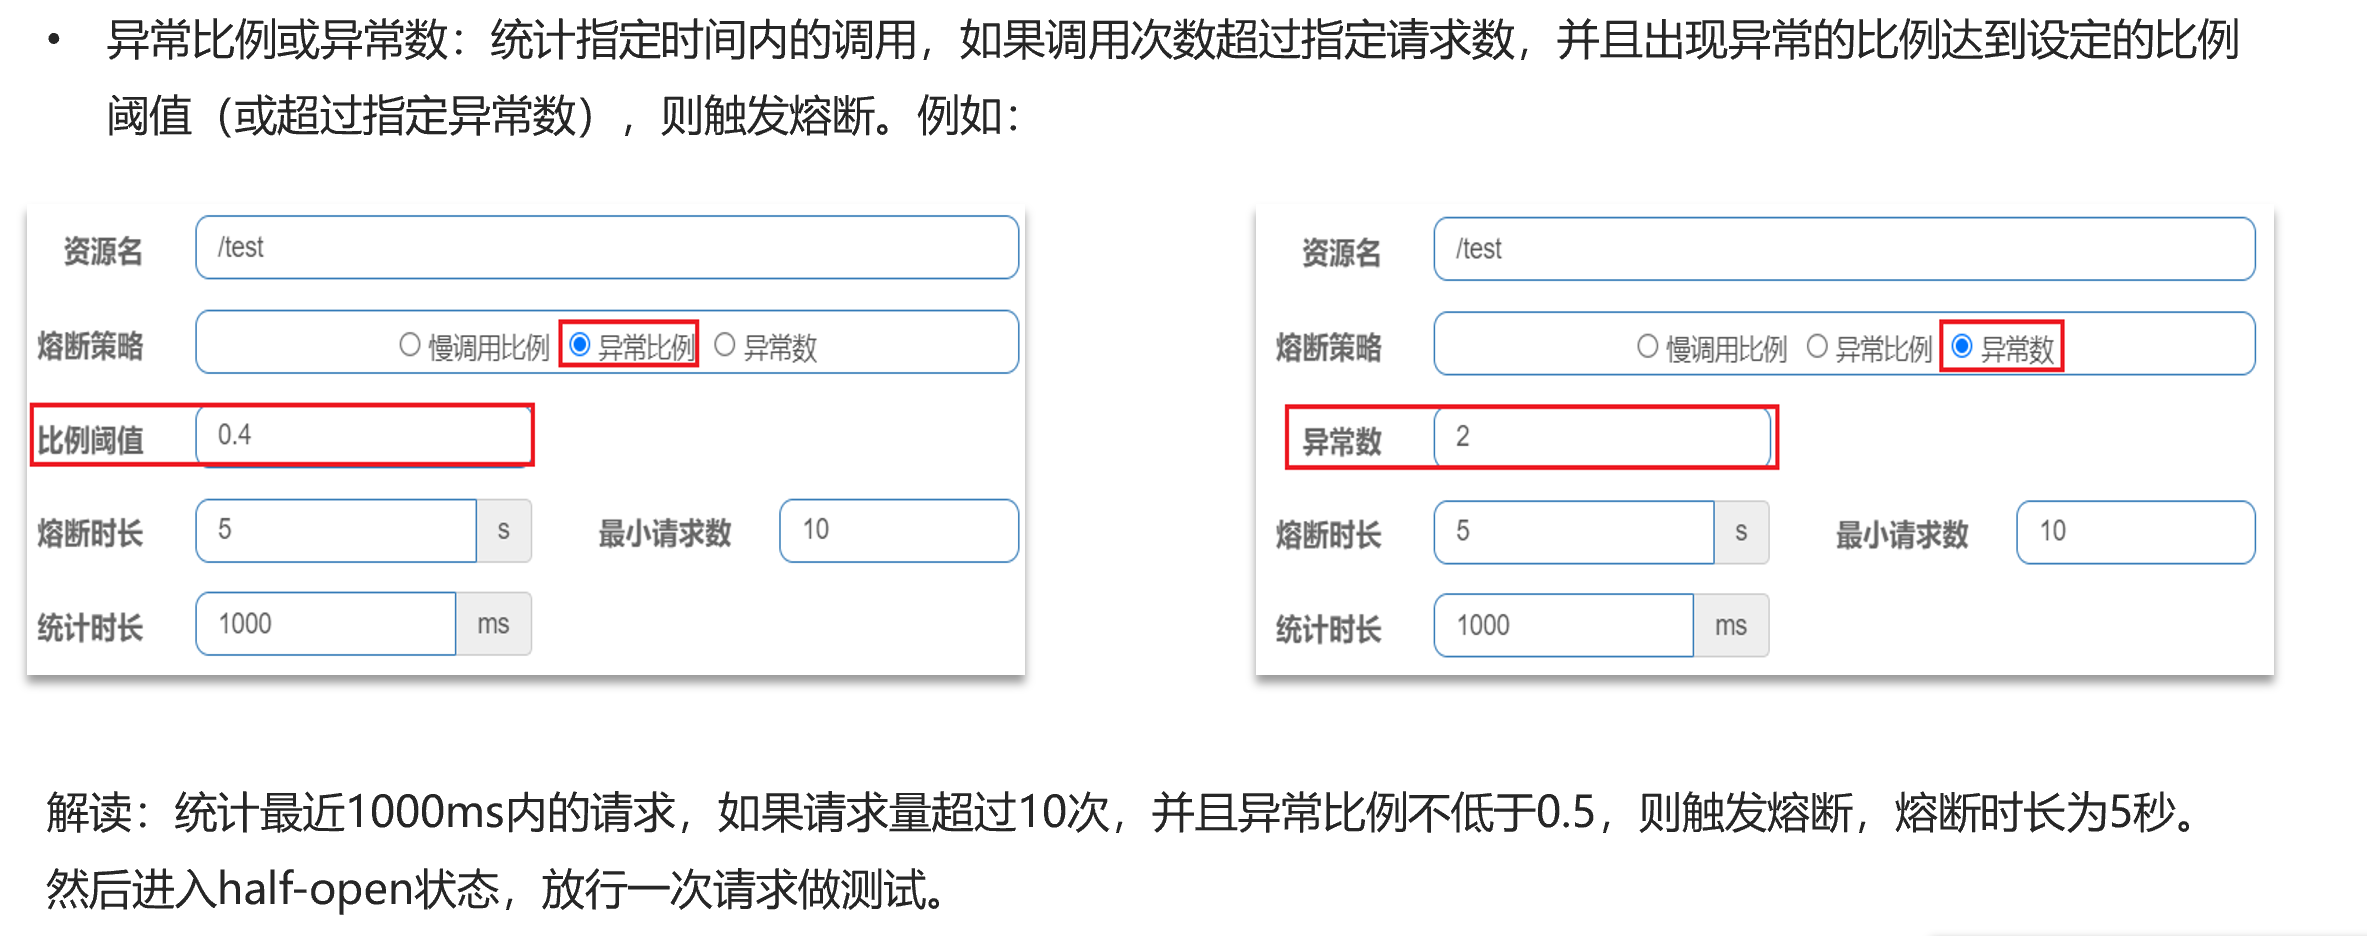 • 异常比例或异常数：统计指定时间内的调用，如果调用次数超过指定请求数，并且出现异常的比例达到设定的比例
阈值（或超过指定异常数），则触发熔断。例如：
资源名 /test
熔断策略 慢调用比例 异常比例 异常数
比例阈值 0.4
熔断时长 5 s 最小请求数 10
统计时长 1000 ms
资源名 /test
熔断策略 慢调用比例 异常比例 异常数
异常数 2
熔断时长 5 s 最小请求数 10
统计时长 1000 ms
解读：统计最近1000ms内的请求，如果请求量超过10次，并且异常比例不低于0.5，则触发熔断，熔断时长为5秒。
然后进入half-open状态，放行一次请求做测试。